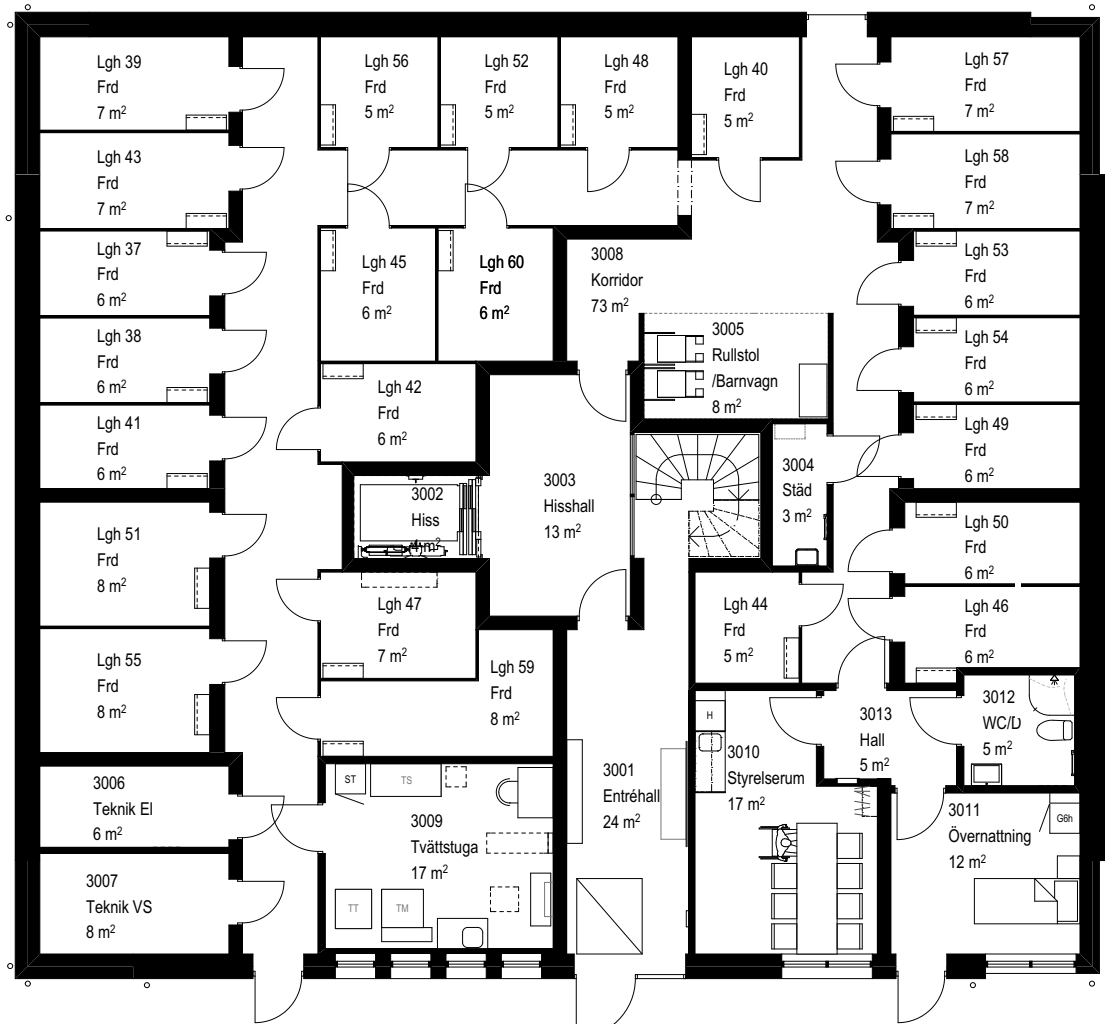 Lgh 39
Frd
7 m²
Lgh 56
Frd
5 m²
Lgh 52
Frd
5 m²
Lgh 48
Frd
5 m²
Lgh 40
Frd
5 m²
Lgh 57
Frd
7 m²
Lgh 43
Frd
7 m²
Lgh 58
Frd
7 m²
Lgh 37
Frd
6 m²
Lgh 45
Frd
6 m²
Lgh 60
Frd
6 m²
3008
Korridor
73 m²
Lgh 53
Frd
6 m²
Lgh 38
Frd
6 m²
3005
Rullstol
/Barnvagn
8 m²
Lgh 54
Frd
6 m²
Lgh 41
Frd
6 m²
Lgh 42
Frd
6 m²
Lgh 49
Frd
6 m²
3002
Hiss
4 m²
3003
Hisshall
13 m²
3004
Städ
3 m²
Lgh 51
Frd
8 m²
Lgh 50
Frd
6 m²
Lgh 47
Frd
7 m²
Lgh 44
Frd
5 m²
Lgh 46
Frd
6 m²
Lgh 55
Frd
8 m²
Lgh 59
Frd
8 m²
H
3010
Styrelserum
17 m²
3013
Hall
5 m²
3012
WC/D
5 m²
3006
Teknik El
6 m²
ST
TS
3009
Tvättstuga
17 m²
3001
Entréhall
24 m²
3011
Övernattning
12 m²
G6h
3007
Teknik VS
8 m²
TT
TM